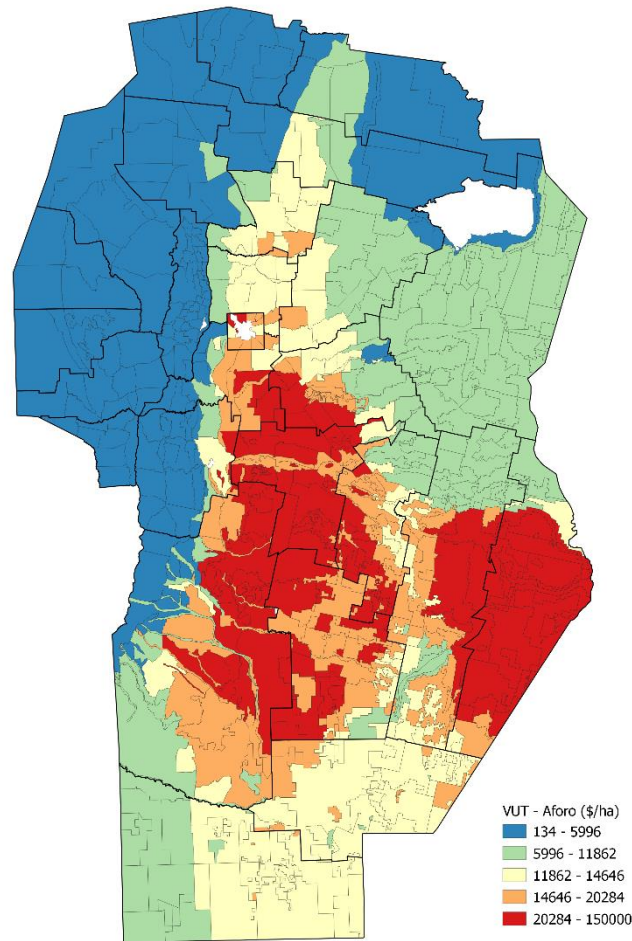 VUT - Aforo ($/ha)
134 - 5996
5996 - 11862
11862 - 14646
14646 - 20284
20284 - 150000